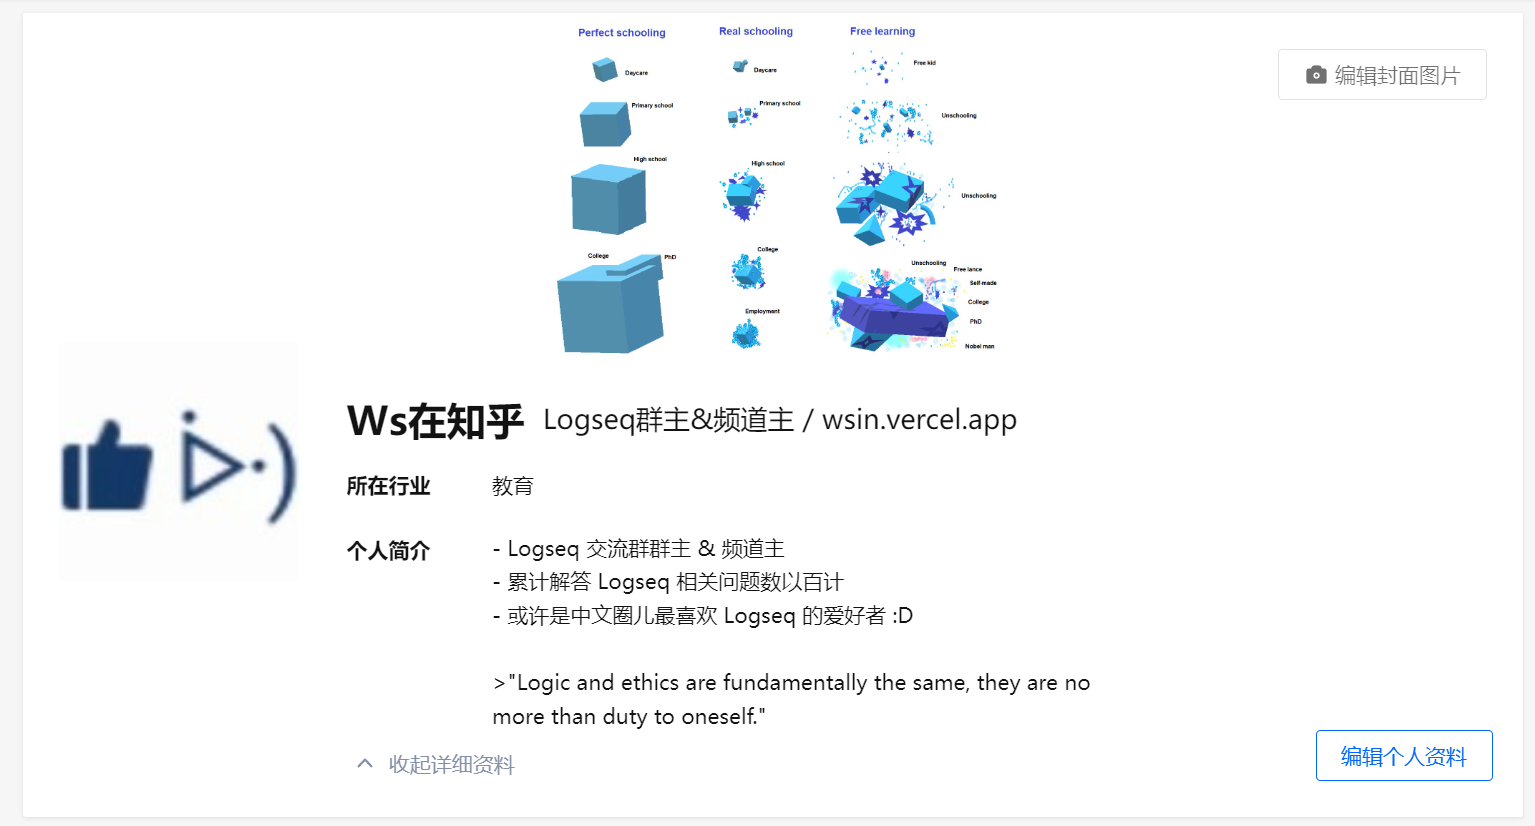 Perfect schooling
Daycare
Primary school
High school
College
PhD
Real schooling
Daycare
Primary school
High school
College
Employment
Free learning
Free kid
Unschooling
Unschooling
Unschooling
Free lance
Self-made
College
PhD
Nobel man
编辑封面图片
Ws在知乎 Logseq群主&频道主 / wsin.vercel.app
所在行业 教育
个人简介 - Logseq 交流群群主 & 频道主
- 累计解答 Logseq 相关问题数以百计
- 或许是中文圈儿最喜欢 Logseq 的爱好者 :D
>"Logic and ethics are fundamentally the same, they are no
more than duty to oneself."
收起详细资料
编辑个人资料